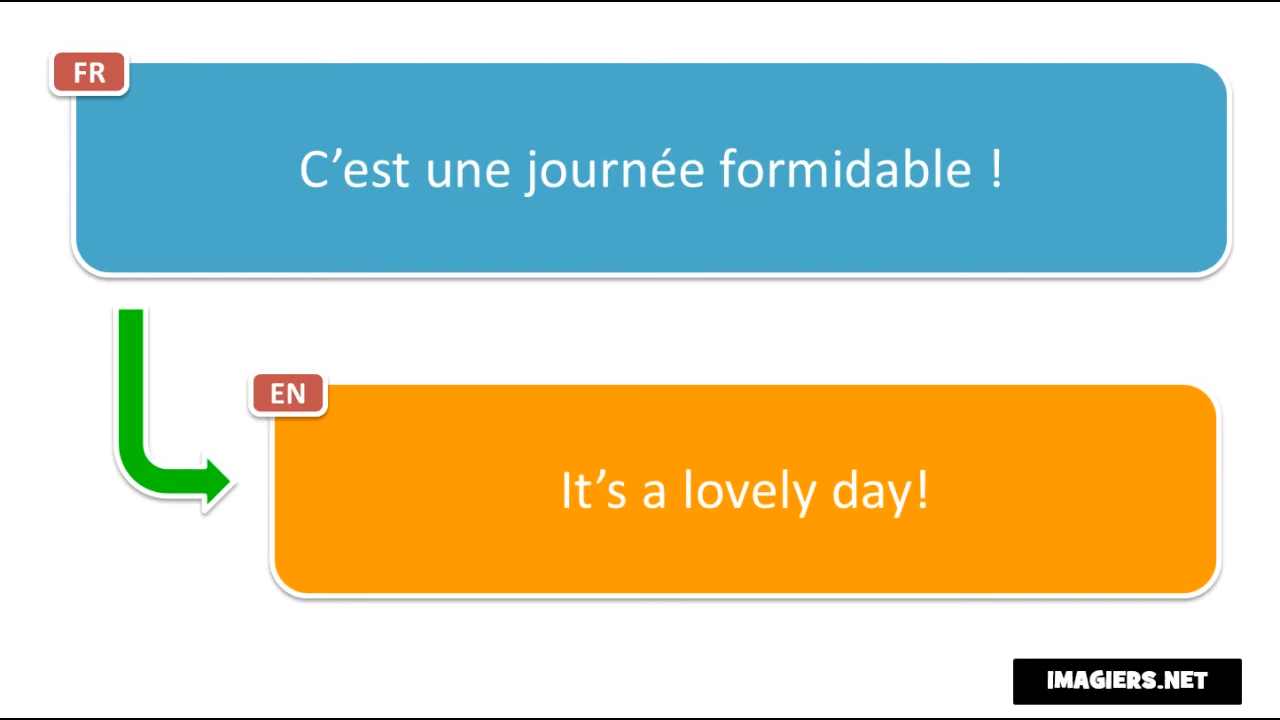 FR
C’est une journée formidable !
EN
It’s a lovely day!
IMAGIERS.NET